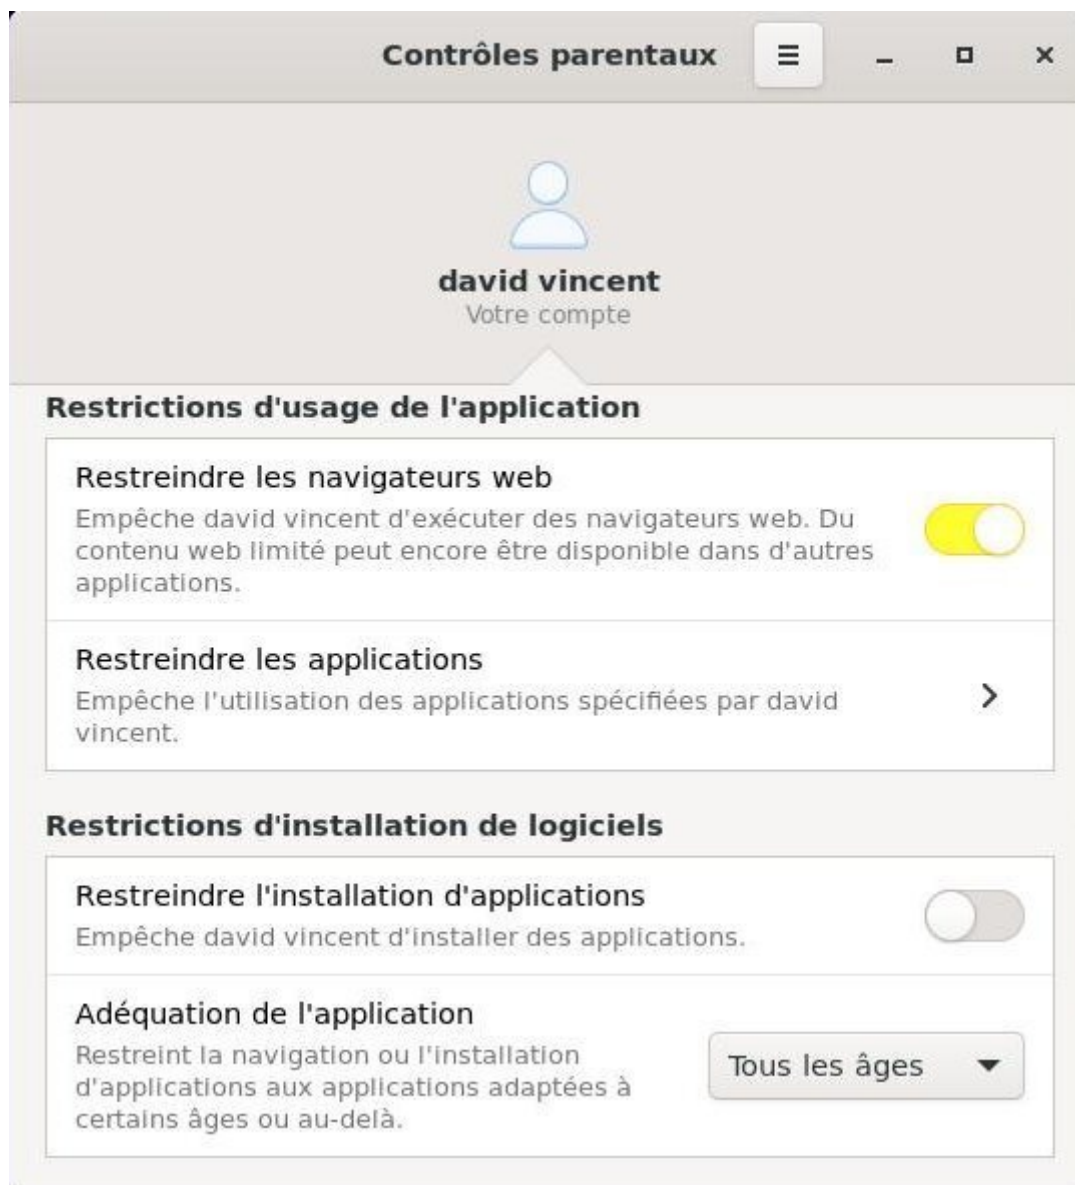 Contrôles parentaux
david vincent
Votre compte
Restrictions d'usage de l'application
Restreindre les navigateurs web
Empêche david vincent d'exécuter des navigateurs web. Du
contenu web limité peut encore être disponible dans d'autres
applications.
Restreindre les applications
Empêche l'utilisation des applications spécifiées par david
vincent.
Restrictions d'installation de logiciels
Restreindre l'installation d'applications
Empêche david vincent d'installer des applications.
Adéquation de l'application
Restreint la navigation ou l'installation
d'applications aux applications adaptées à
certains âges ou au-delà.
Tous les âges